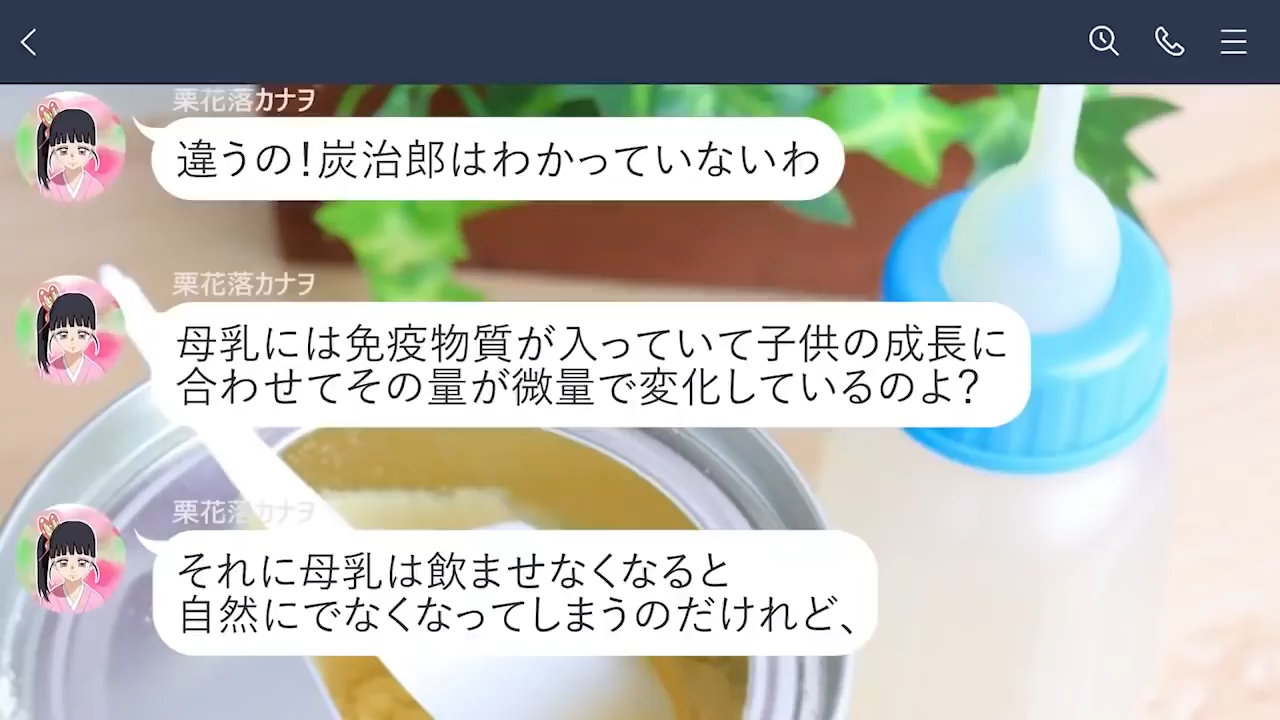 栗花落カナヲ
違うの!炭治郎はわかっていないわ
栗花落カナヲ
母乳には免疫物質が入っていて子供の成長に
合わせてその量が微量で変化しているのよ?
栗花落カナヲ
それに母乳は飲ませなくなると
自然にでなくなってしまうのだけれど、